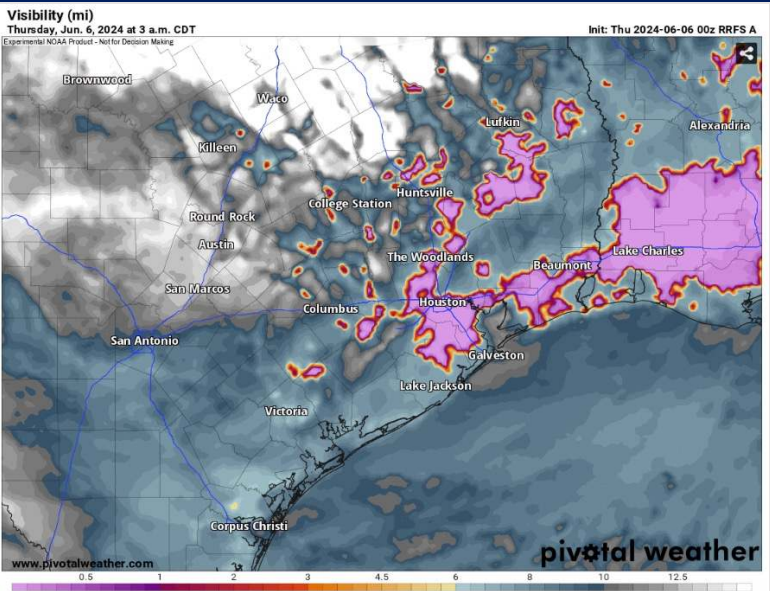 Visibility (mi)
Thursday, Jun. 6, 2024 at 3 a.m. CDT
Init: Thu 2024-06-06 00z RRFS A
Experimental NOAA Product - Not for Decision Making
Brownwood
Waco
Lufkin
Alexandria
Killeen
Huntsville
College Station
Round Rock
Austin
The Woodlands
Lake Charles
Beaumont
San Marcos
Houston
Columbus
San Antonio
Galveston
Lake Jackson
Victoria
Corpus Christi
www.pivotalweather.com
pivotal weather
0.5 1 2 3 4.5 6 8 10 12.5